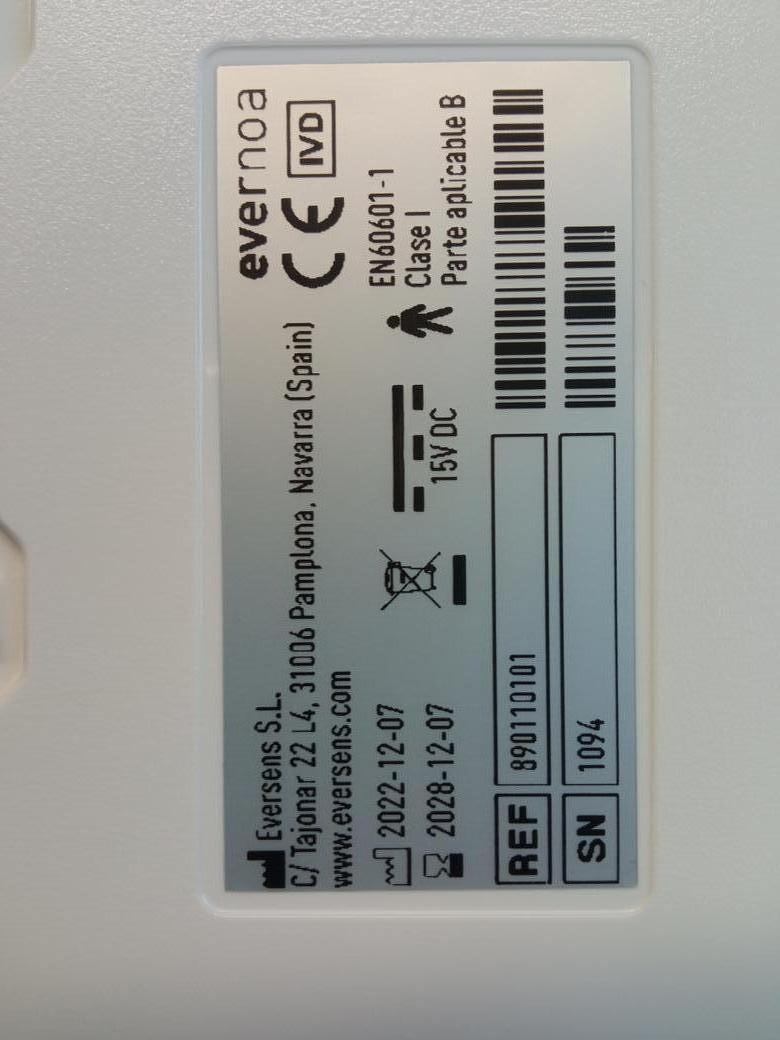 Eversens S.L.
C/ Tajonar 22 L4, 31006 Pamplona, Navarra (Spain)
www.eversens.com
evernoa
CE IVD
2022-12-07
2028-12-07
15V DC
EN60601-1
Clase I
Parte aplicable B
REF 890110101
SN 1094